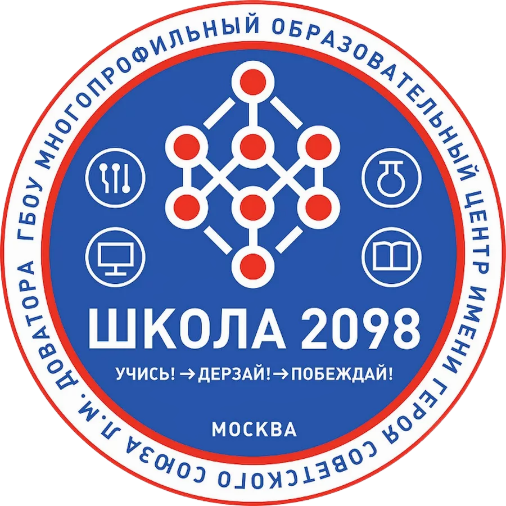 ГБОУ МНОГОПРОФИЛЬНЫЙ ОБРАЗОВАТЕЛЬНЫЙ ЦЕНТР ИМЕНИ ГЕРОЯ СОВЕТСКОГО СОЮЗА Л.М. ДОВАТОРА
ШКОЛА 2098
УЧИСЬ!→ДЕРЗАЙ!→ПОБЕЖДАЙ!
МОСКВА